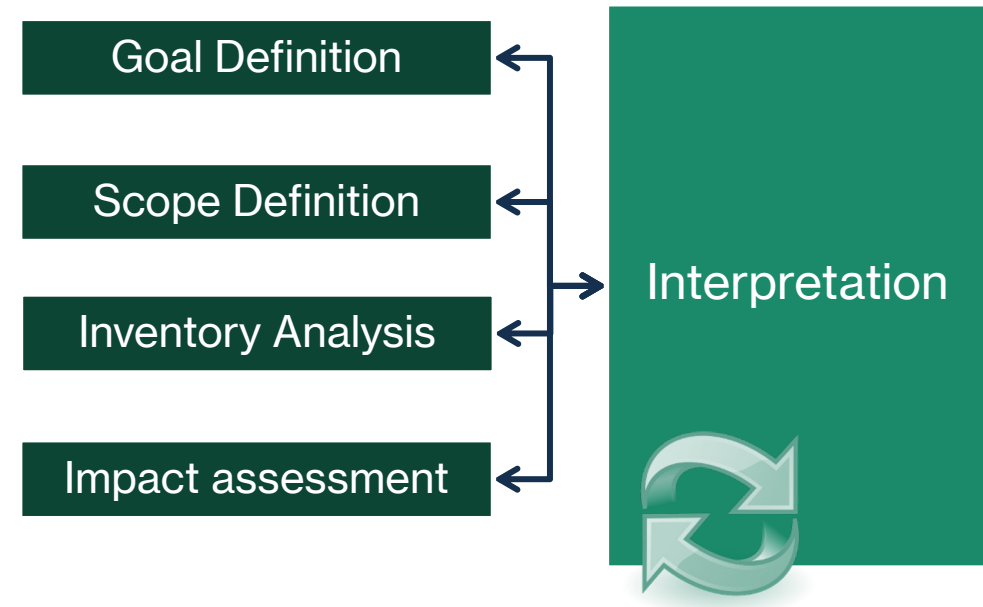 Goal Definition
Scope Definition
Inventory Analysis
Impact assessment
Interpretation